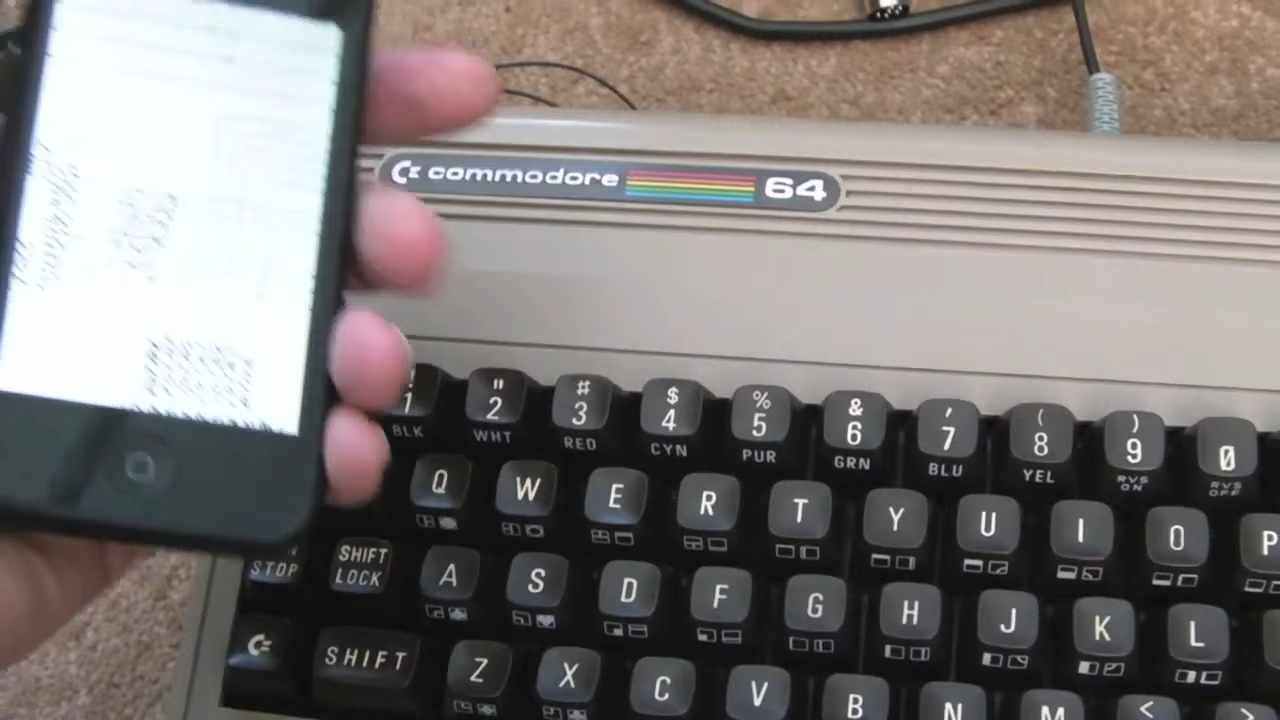 commodore 64
! 1 " 2 # 3 $ 4 % 5 & 6 ' 7 ( 8 ) 9 0
BLK WHT RED CYN PUR GRN BLU YEL RVS ON RVS OFF
Q W E R T Y U I O P
STOP SHIFT LOCK A S D F G H J K L
SHIFT Z X C V B N M < >